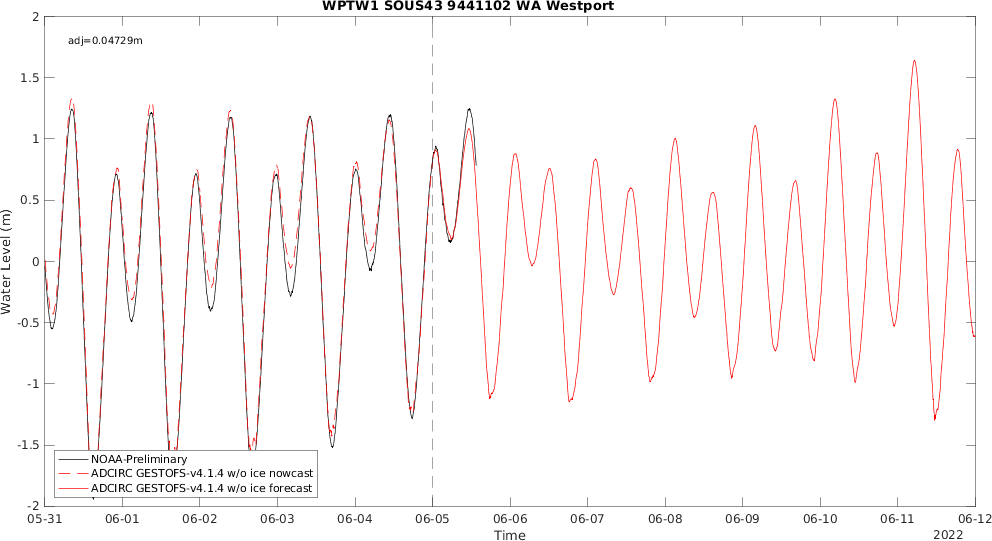 WPTW1 SOUS43 9441102 WA Westport
adj=0.04729m
2
1.5
1
0.5
0
-0.5
-1
-1.5
-2
Water Level (m)
NOAA-Preliminary
ADCIRC GESTOFS-v4.1.4 w/o ice nowcast
ADCIRC GESTOFS-v4.1.4 w/o ice forecast
05-31 06-01 06-02 06-03 06-04 06-05 06-06 06-07 06-08 06-09 06-10 06-11 06-12
Time
2022